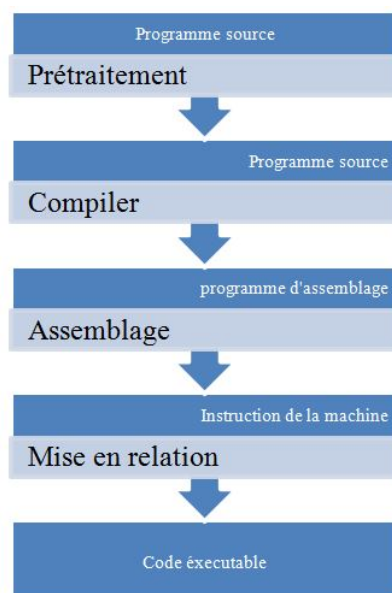 Programme source
Prétraitement
Programme source
Compiler
programme d'assemblage
Assemblage
Instruction de la machine
Mise en relation
Code éxecutable